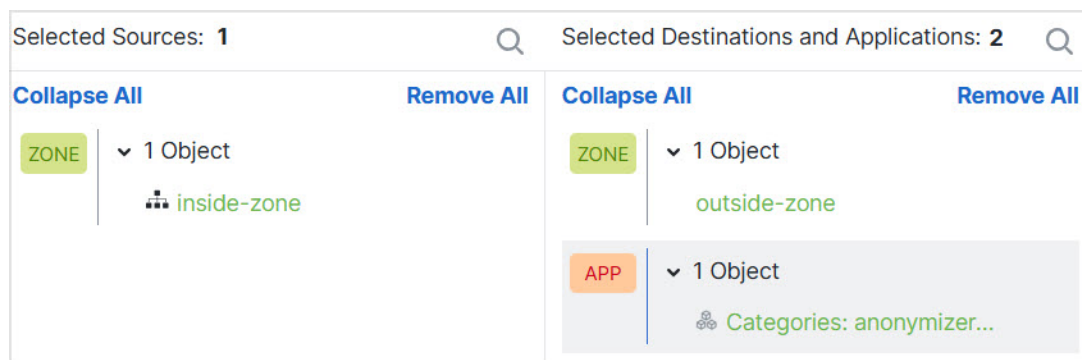 Selected Sources: 1
Collapse All Remove All
ZONE 1 Object
inside-zone
Selected Destinations and Applications: 2
Collapse All Remove All
ZONE 1 Object
outside-zone
APP 1 Object
Categories: anonymizer...